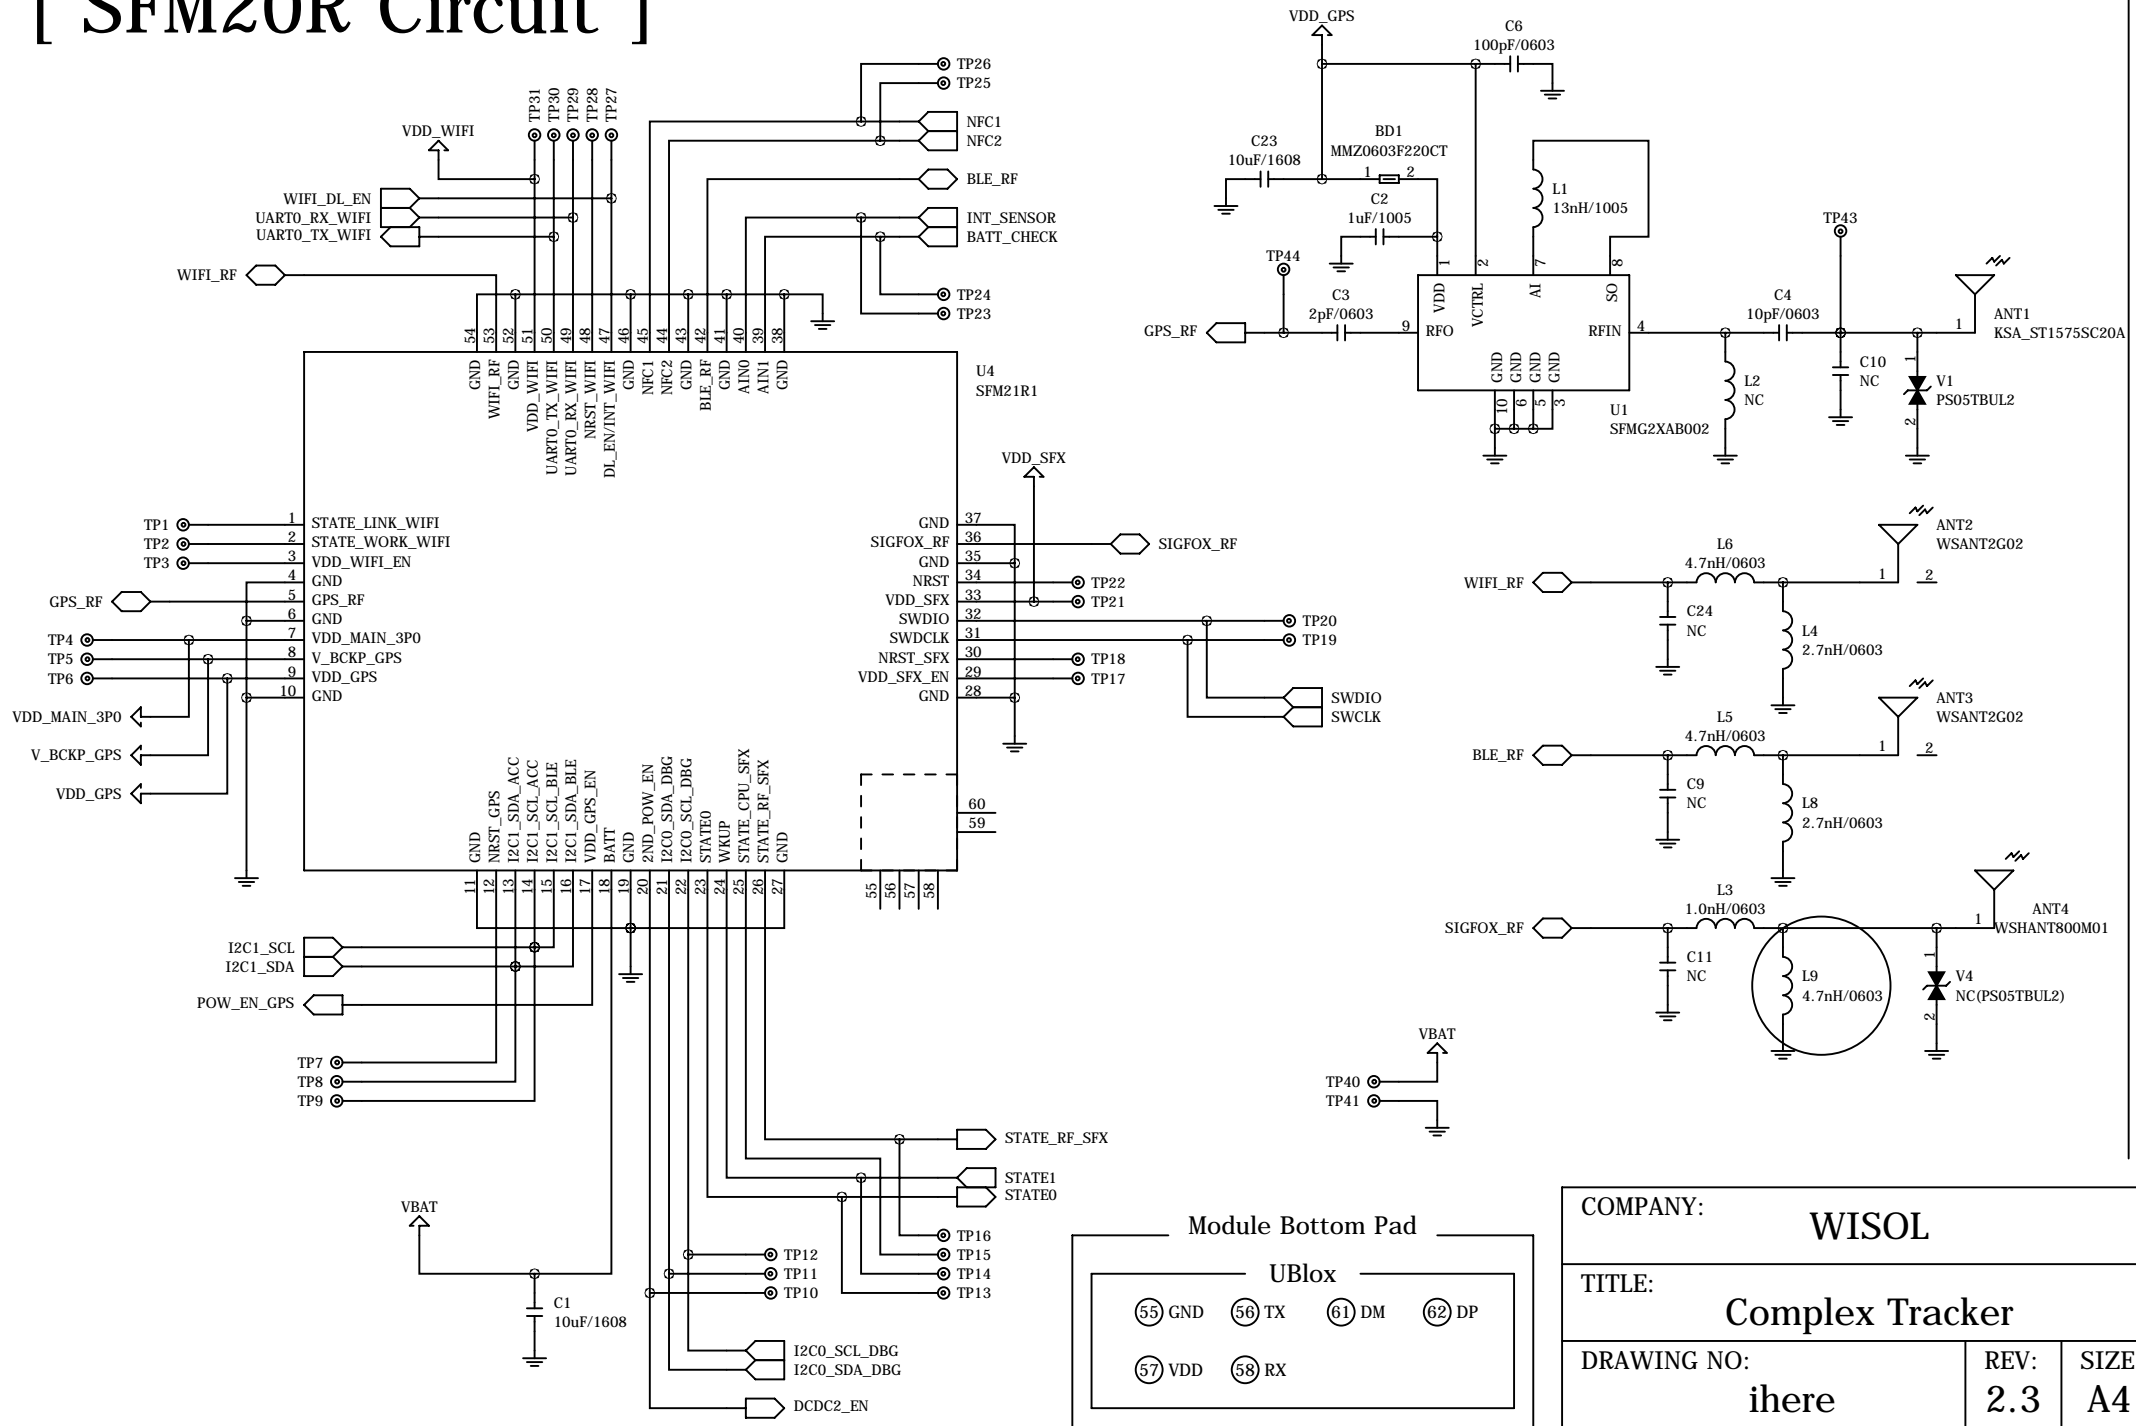 [ SFM20R Circuit ]
TP26
TP25
NFC1
NFC2
BLE_RF
INT_SENSOR
BATT_CHECK
TP24
TP23
TP31
TP30
TP29
TP28
TP27
VDD_WIFI
WIFI_DL_EN
UART0_RX_WIFI
UART0_TX_WIFI
WIFI_RF
54
53
52
51
50
49
48
47
46
45
44
43
42
41
40
39
38
GND
WIFI_RF
GND
VDD_WIFI
UART0_TX_WIFI
UART0_RX_WIFI
NRST_WIFI
DL_EN/INT_WIFI
GND
NFC1
NFC2
GND
BLE_RF
GND
AIN0
AIN1
GND
U4
SFM21R1
TP1 1 STATE_LINK_WIFI
TP2 2 STATE_WORK_WIFI
TP3 3 VDD_WIFI_EN
4 GND
GPS_RF 5 GPS_RF
6 GND
TP4 7 VDD_MAIN_3P0
TP5 8 V_BCKP_GPS
TP6 9 VDD_GPS
10 GND
VDD_MAIN_3P0
V_BCKP_GPS
VDD_GPS
VDD_SFX
GND 37
SIGFOX_RF 36 SIGFOX_RF
GND 35
NRST 34 TP22
VDD_SFX 33 TP21
SWDIO 32 TP20
SWDCLK 31 TP19
NRST_SFX 30 TP18
VDD_SFX_EN 29 TP17
GND 28
SWDIO
SWCLK
60
59
55
56
57
58
GND
NRST_GPS
I2C1_SDA_ACC
I2C1_SCL_ACC
I2C1_SCL_BLE
I2C1_SDA_BLE
VDD_GPS_EN
BATT
GND
2ND_POW_EN
I2C0_SDA_DBG
I2C0_SCL_DBG
STATE0
WKUP
STATE_CPU_SFX
STATE_RF_SFX
GND
11
12
13
14
15
16
17
18
19
20
21
22
23
24
25
26
27
I2C1_SCL
I2C1_SDA
POW_EN_GPS
TP7
TP8
TP9
STATE_RF_SFX
STATE1
STATE0
TP16
TP15
TP14
TP13
TP12
TP11
TP10
VBAT
C1
10uF/1608
I2C0_SCL_DBG
I2C0_SDA_DBG
DCDC2_EN
VDD_GPS
C6
100pF/0603
C23
10uF/1608
BD1
MMZ0603F220CT
1 2
C2
1uF/1005
L1
13nH/1005
TP44
C3
2pF/0603
GPS_RF
9 RFO
1
2
7
8
VDD
VCTRL
AI
SO
RFIN 4
GND
GND
GND
GND
10
6
5
3
U1
SFMG2XAB002
L2
NC
C4
10pF/0603
TP43
C10
NC
1
2
V1
PS05TBUL2
1
ANT1
KSA_ST1575SC20A
WIFI_RF
C24
NC
L6
4.7nH/0603
L4
2.7nH/0603
1
2
ANT2
WSANT2G02
BLE_RF
C9
NC
L5
4.7nH/0603
L8
2.7nH/0603
1
2
ANT3
WSANT2G02
SIGFOX_RF
C11
NC
L3
1.0nH/0603
L9
4.7nH/0603
1
2
V4
NC(PS05TBUL2)
1
ANT4
WSHANT800M01
VBAT
TP40
TP41
Module Bottom Pad
UBlox
55 GND 56 TX 61 DM 62 DP
57 VDD 58 RX
COMPANY:
WISOL
TITLE:
Complex Tracker
DRAWING NO: REV: SIZE
ihere 2.3 A4